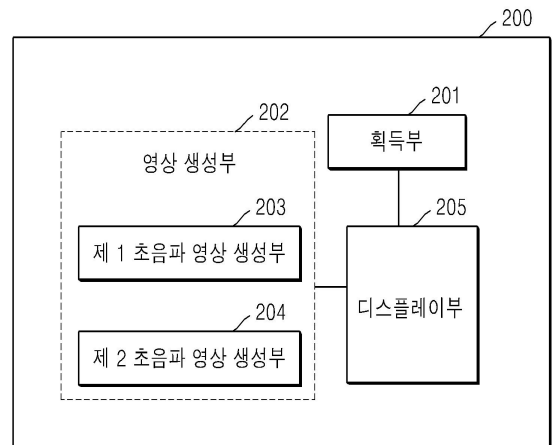 200
201
획득부
202
영상 생성부
203
제 1 초음파 영상 생성부
204
제 2 초음파 영상 생성부
205
디스플레이부